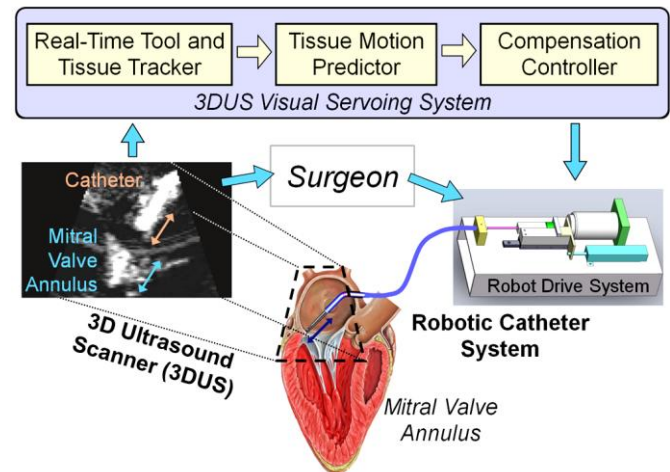 Real-Time Tool and
Tissue Tracker
Tissue Motion
Predictor
Compensation
Controller
3DUS Visual Servoing System
Catheter
Mitral
Valve
Annulus
Surgeon
Robot Drive System
3D Ultrasound
Scanner (3DUS)
Robotic Catheter
System
Mitral Valve
Annulus